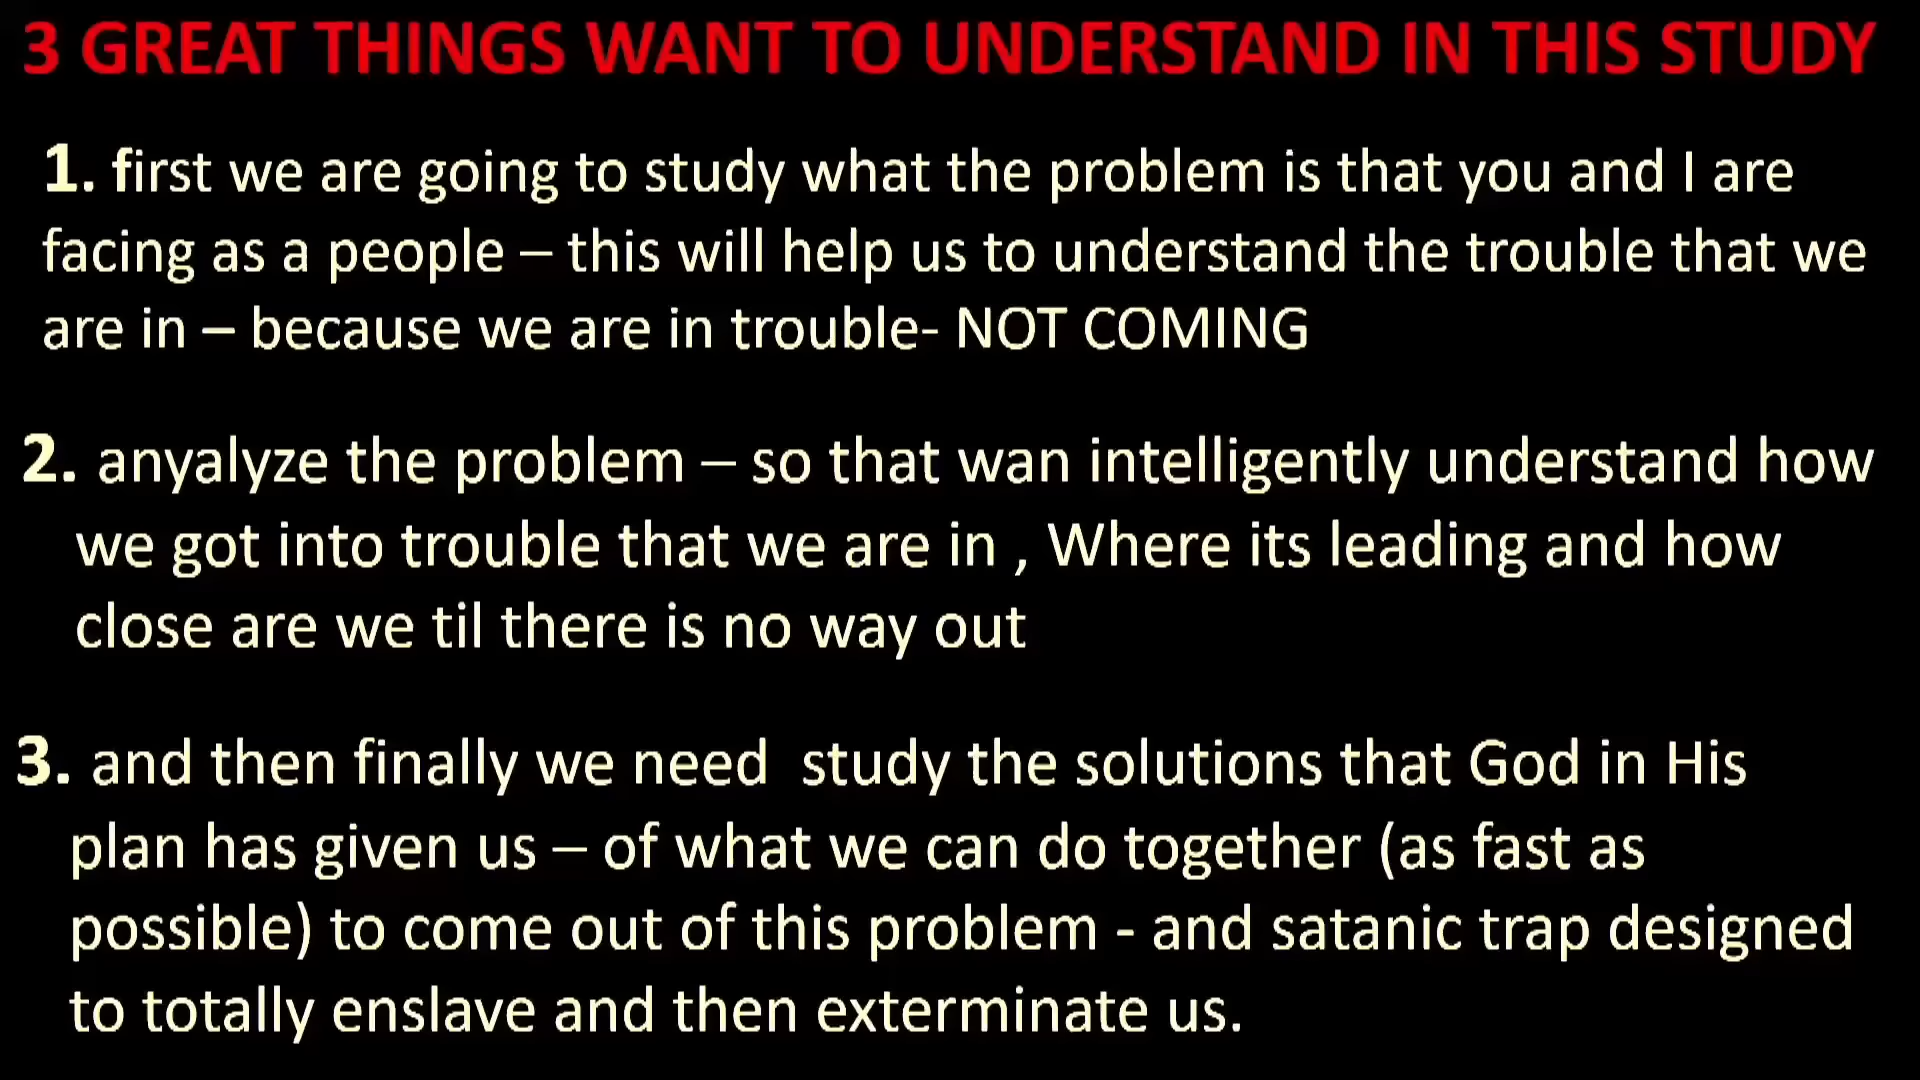 3 GREAT THINGS WANT TO UNDERSTAND IN THIS STUDY
1. first we are going to study what the problem is that you and I are
facing as a people – this will help us to understand the trouble that we
are in – because we are in trouble- NOT COMING
2. anyalyze the problem – so that wan intelligently understand how
we got into trouble that we are in , Where its leading and how
close are we til there is no way out
3. and then finally we need  study the solutions that God in His
plan has given us – of what we can do together (as fast as
possible) to come out of this problem - and satanic trap designed
to totally enslave and then exterminate us.